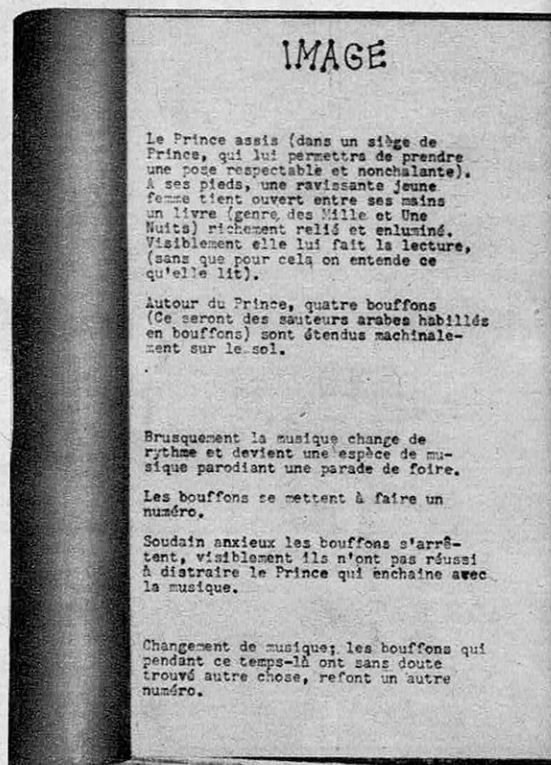 IMAGE
Le Prince assis (dans un siège de
Prince, qui lui permettra de prendre
une pose respectable et nonchalante).
A ses pieds, une ravissante jeune
femme tient ouvert entre ses mains
un livre (genre des Mille et Une
Nuits) richement relié et enluminé.
Visiblement elle lui fait la lecture,
(sans que pour cela on entende ce
qu'elle lit).
Autour du Prince, quatre bouffons
(Ce seront des sauteurs arabes habillés
en bouffons) sont étendus machinale-
ment sur le sol.
Brusquement la musique change de
rythme et devient une espèce de mu-
sique parodiant une parade de foire.
Les bouffons se mettent à faire un
numéro.
Soudain anxieux les bouffons s'arrê-
tent, visiblement ils n'ont pas réussi
à distraire le Prince qui enchaine avec
la musique.
Changement de musique; les bouffons qui
pendant ce temps-là ont sans doute
trouvé autre chose, refont un autre
numéro.